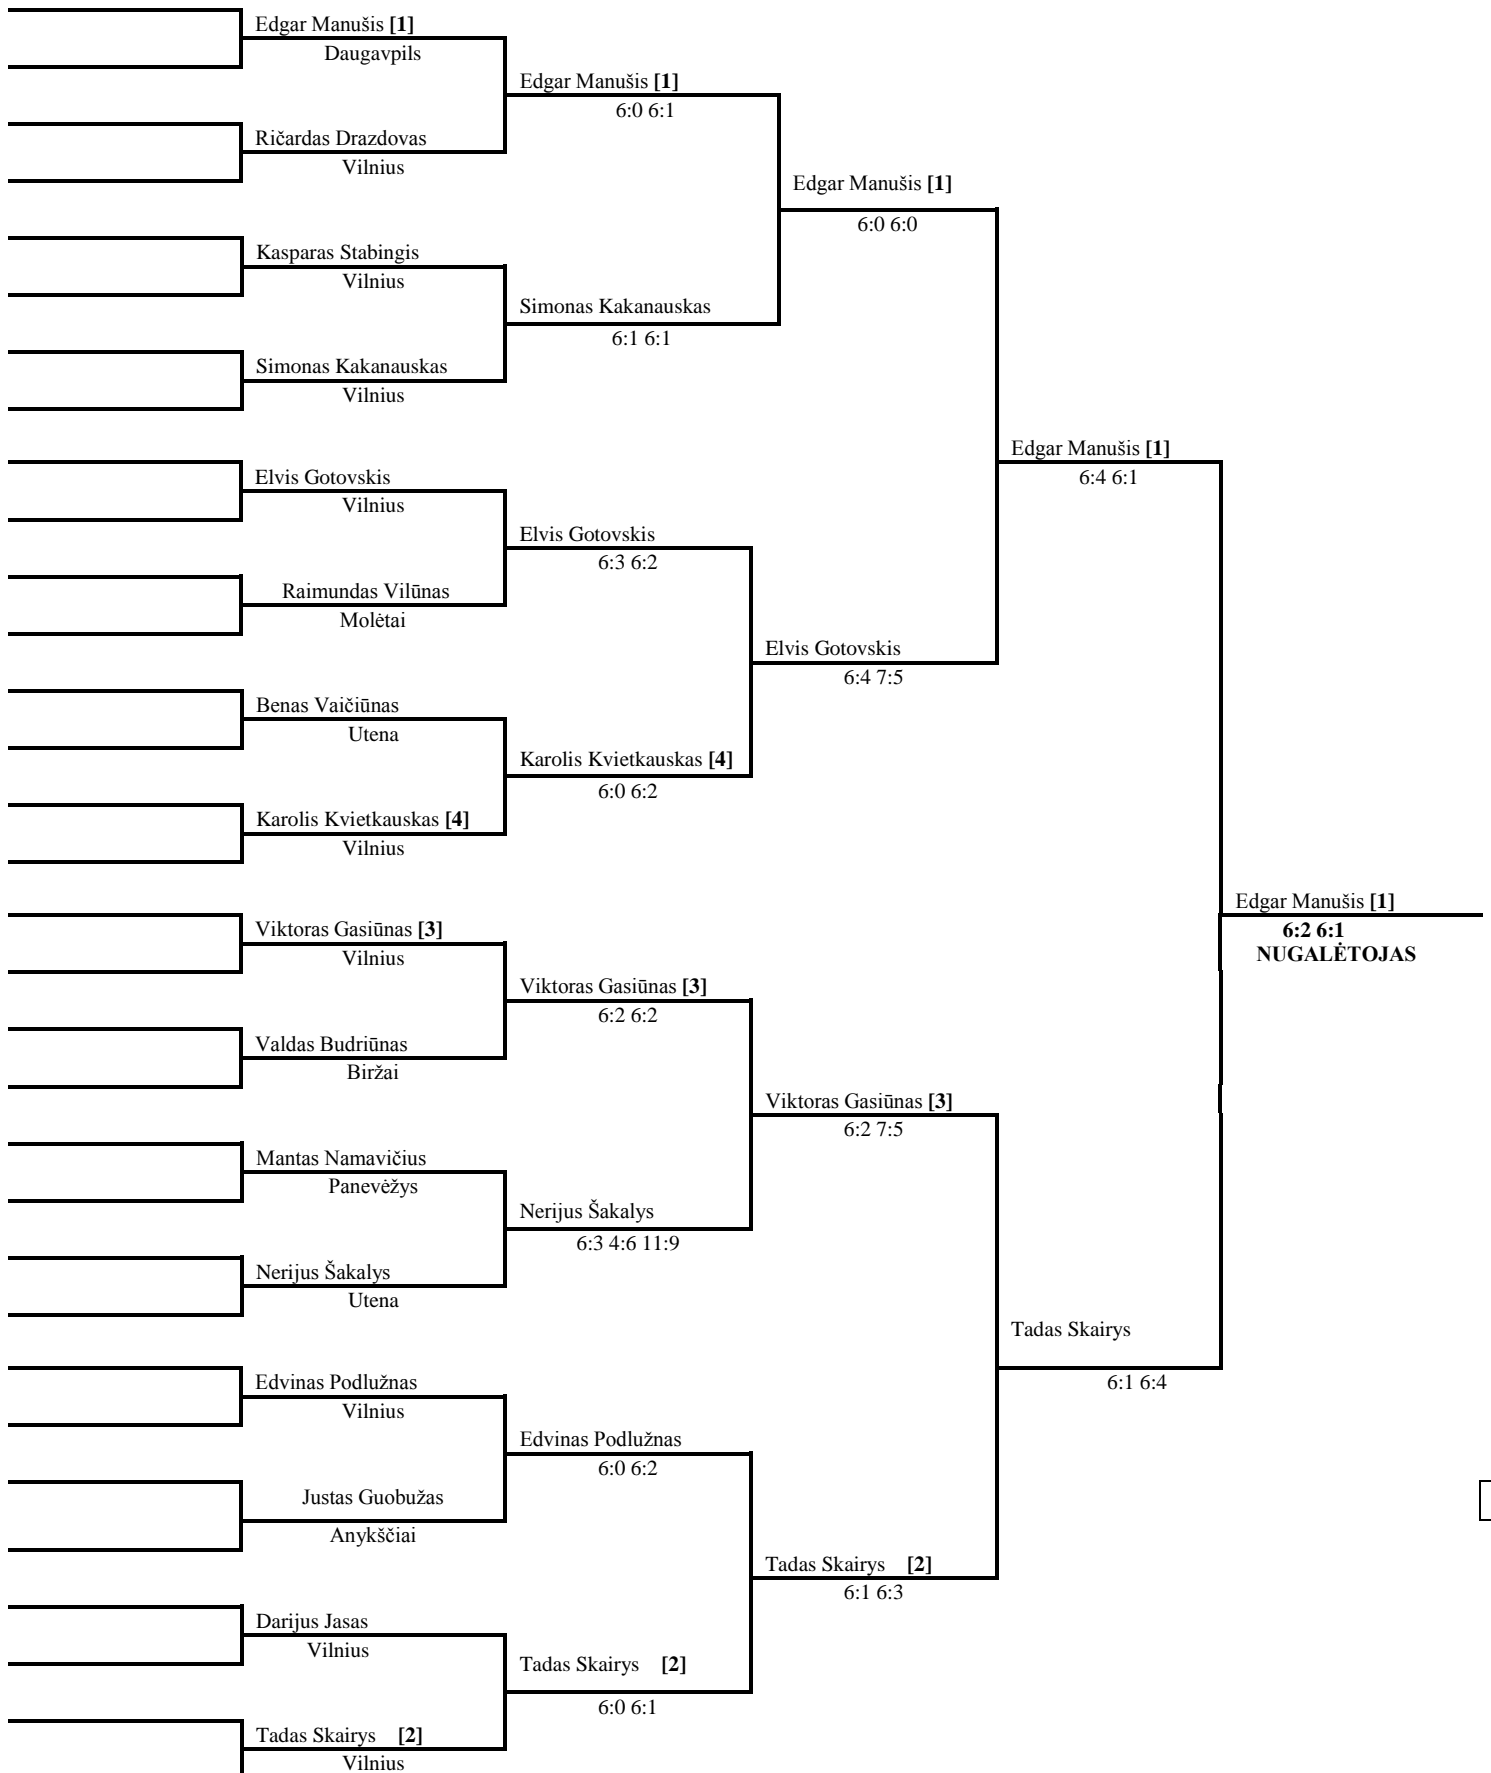 Edgar Manušis [1]
Daugavpils
Edgar Manušis [1]
6:0 6:1
Ričardas Drazdovas
Vilnius
Edgar Manušis [1]
6:0 6:0
Kasparas Stabingis
Vilnius
Simonas Kakanauskas
6:1 6:1
Simonas Kakanauskas
Vilnius
Edgar Manušis [1]
6:4 6:1
Elvis Gotovskis
Vilnius
Elvis Gotovskis
6:3 6:2
Raimundas Vilūnas
Molėtai
Elvis Gotovskis
6:4 7:5
Benas Vaičiūnas
Utena
Karolis Kvietkauskas [4]
6:0 6:2
Karolis Kvietkauskas [4]
Vilnius
Edgar Manušis [1]
6:2 6:1
NUGALĖTOJAS
Viktoras Gasiūnas [3]
Vilnius
Viktoras Gasiūnas [3]
6:2 6:2
Valdas Budriūnas
Biržai
Viktoras Gasiūnas [3]
6:2 7:5
Mantas Namavičius
Panevėžys
Nerijus Šakalys
6:3 4:6 11:9
Nerijus Šakalys
Utena
Tadas Skairys
6:1 6:4
Edvinas Podlužnas
Vilnius
Edvinas Podlužnas
6:0 6:2
Justas Guobužas
Anykščiai
Tadas Skairys [2]
6:1 6:3
Darijus Jasas
Vilnius
Tadas Skairys [2]
6:0 6:1
Tadas Skairys [2]
Vilnius